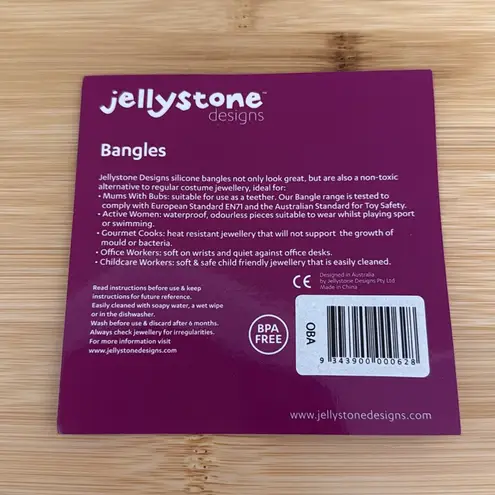 jellystone™
designs
Bangles
Jellystone Designs silicone bangles not only look great, but are also a non-toxic
alternative to regular costume jewellery, ideal for:
• Mums With Bubs: suitable for use as a teether. Our Bangle range is tested to
comply with European Standard EN71 and the Australian Standard for Toy Safety.
• Active Women: waterproof, odourless pieces suitable to wear whilst playing sport
or swimming.
• Gourmet Cooks: heat resistant jewellery that will not support the growth of
mould or bacteria.
• Office Workers: soft on wrists and quiet against office desks.
• Childcare Workers: soft & safe child friendly jewellery that is easily cleaned.
Read instructions before use & keep
instructions for future reference.
Easily cleaned with soapy water, a wet wipe
or in the dishwasher.
Wash before use & discard after 6 months.
Always check jewellery for irregularities.
For more information visit
www.jellystonedesigns.com
BPA
FREE
CE
Designed in Australia
by Jellystone Designs Pty Ltd
Made in China
OBA
9 343900 000628
www.jellystonedesigns.com